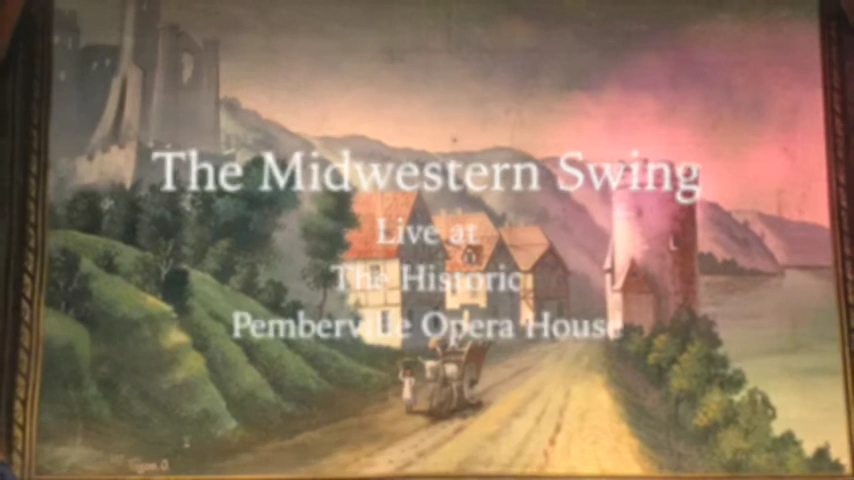 The Midwestern Swing
Live at
The Historic
Pemberville Opera House